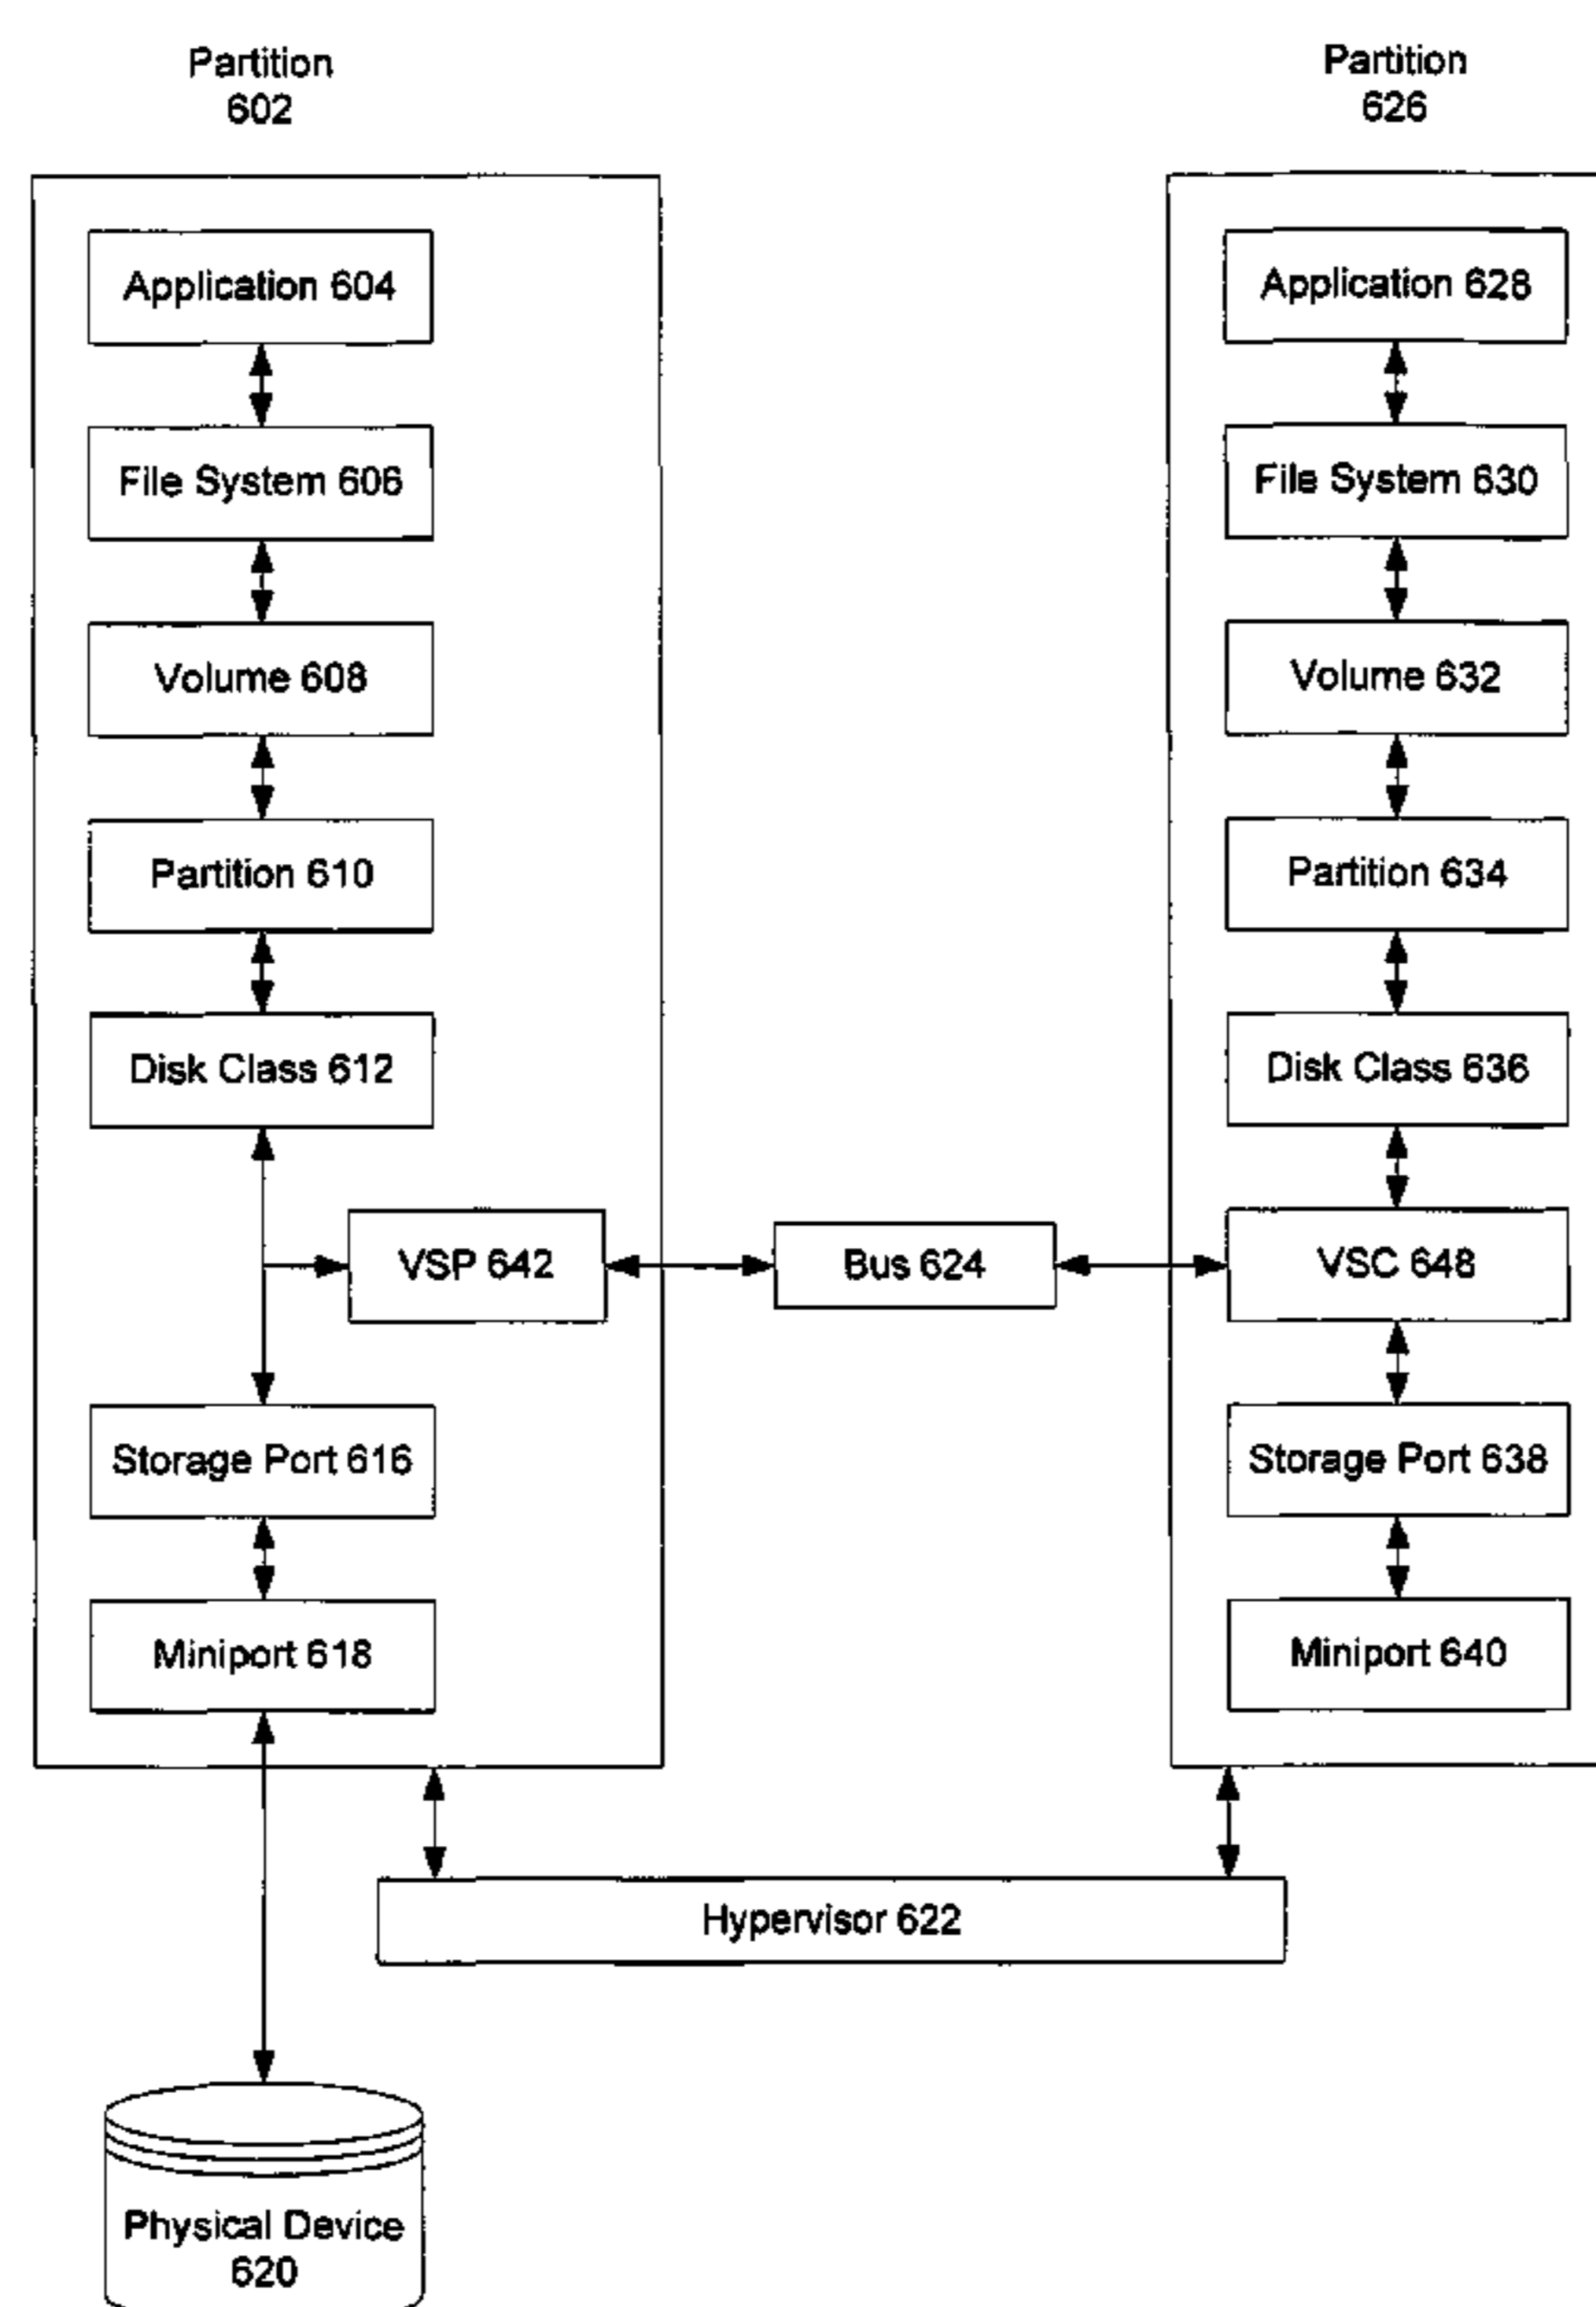 Partition
602
Partition
626
Application 604
File System 606
Volume 608
Partition 610
Disk Class 612
VSP 642
Storage Port 616
Miniport 618
Bus 624
Application 628
File System 630
Volume 632
Partition 634
Disk Class 636
VSC 648
Storage Port 638
Miniport 640
Hypervisor 622
Physical Device
620